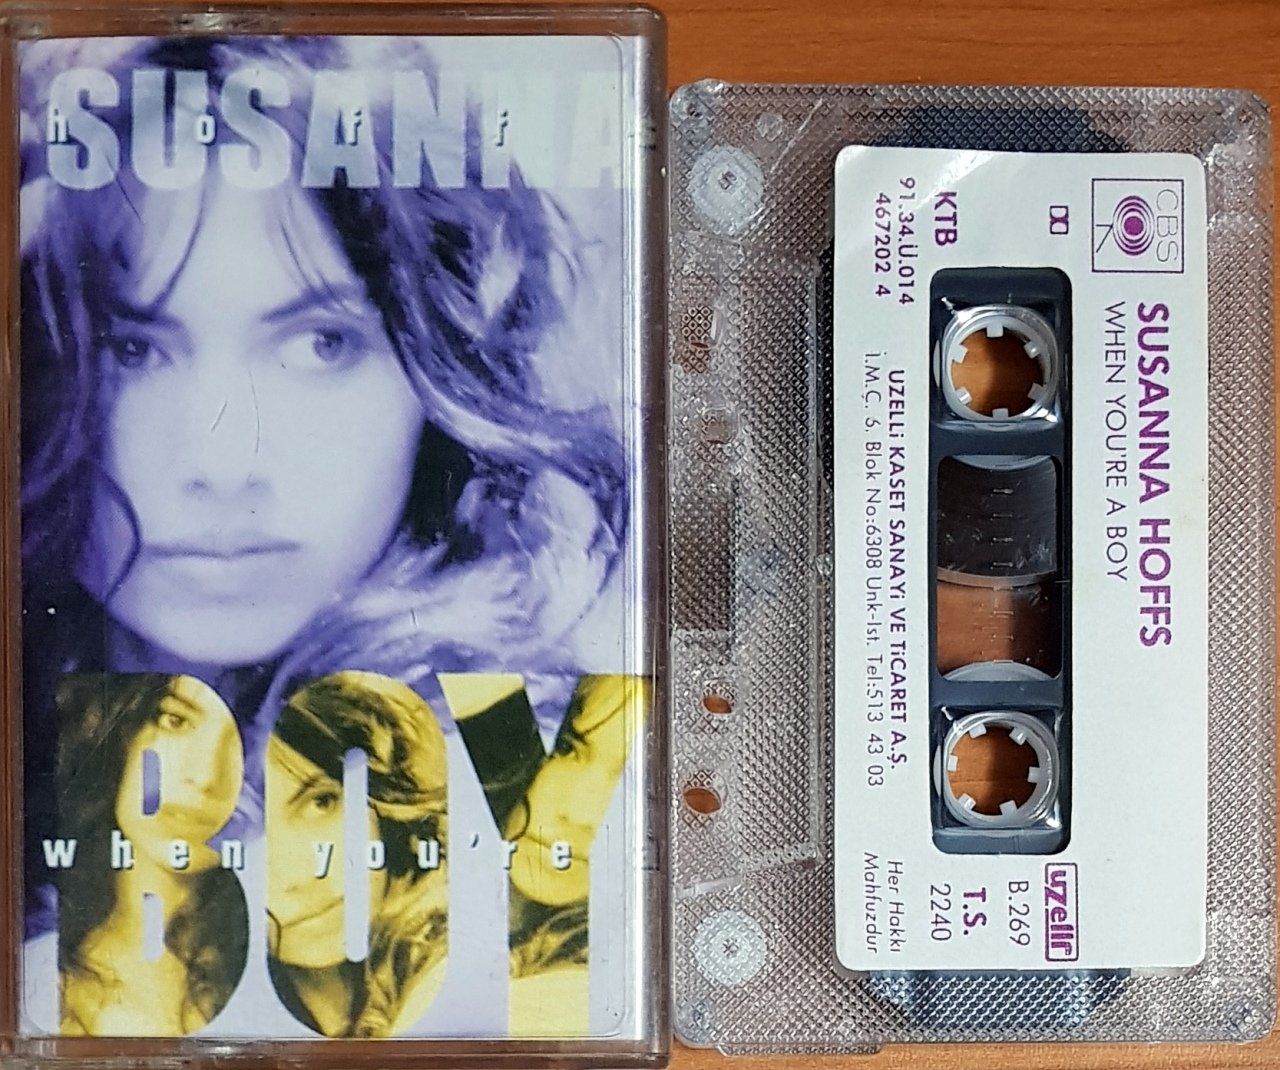 SUSANNA
hoff
when you're
BOY
CBS
SUSANNA HOFFS
WHEN YOU'RE A BOY
KTB
91.34.Ü.014
467202 4
UZELLİ KASET SANAYİ VE TİCARET A.Ş.
İ.M.Ç. 6. Blok No:6308 Unk-Ist. Tel:513 43 03
uzelli
B.269
T.S.
2240
Her Hakkı
Mahfuzdur